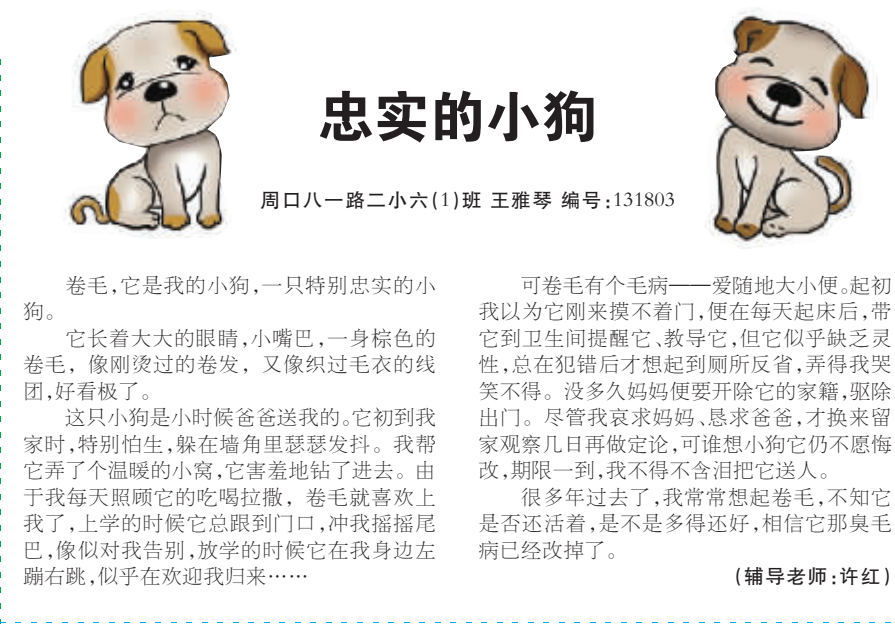 忠实的小狗
周口八一路二小六(1)班 王雅琴 编号:131803
卷毛,它是我的小狗,一只特别忠实的小
狗。
它长着大大的眼睛,小嘴巴,一身棕色的
卷毛，像刚烫过的卷发，又像织过毛衣的线
团,好看极了。
这只小狗是小时候爸爸送我的。它初到我
家时,特别怕生,躲在墙角里瑟瑟发抖。我帮
它弄了个温暖的小窝,它害羞地钻了进去。由
于我每天照顾它的吃喝拉撒，卷毛就喜欢上
我了,上学的时候它总跟到门口,冲我摇摇尾
巴,像似对我告别,放学的时候它在我身边左
蹦右跳,似乎在欢迎我归来……
可卷毛有个毛病——爱随地大小便。起初
我以为它刚来摸不着门,便在每天起床后,带
它到卫生间提醒它、教导它,但它似乎缺乏灵
性,总在犯错后才想起到厕所反省,弄得我哭
笑不得。没多久妈妈便要开除它的家籍,驱除
出门。尽管我哀求妈妈、恳求爸爸,才换来留
家观察几日再做定论,可谁想小狗它仍不愿悔
改,期限一到,我不得不含泪把它送人。
很多年过去了,我常常想起卷毛,不知它
是否还活着,是不是多得还好,相信它那臭毛
病已经改掉了。
(辅导老师:许红)